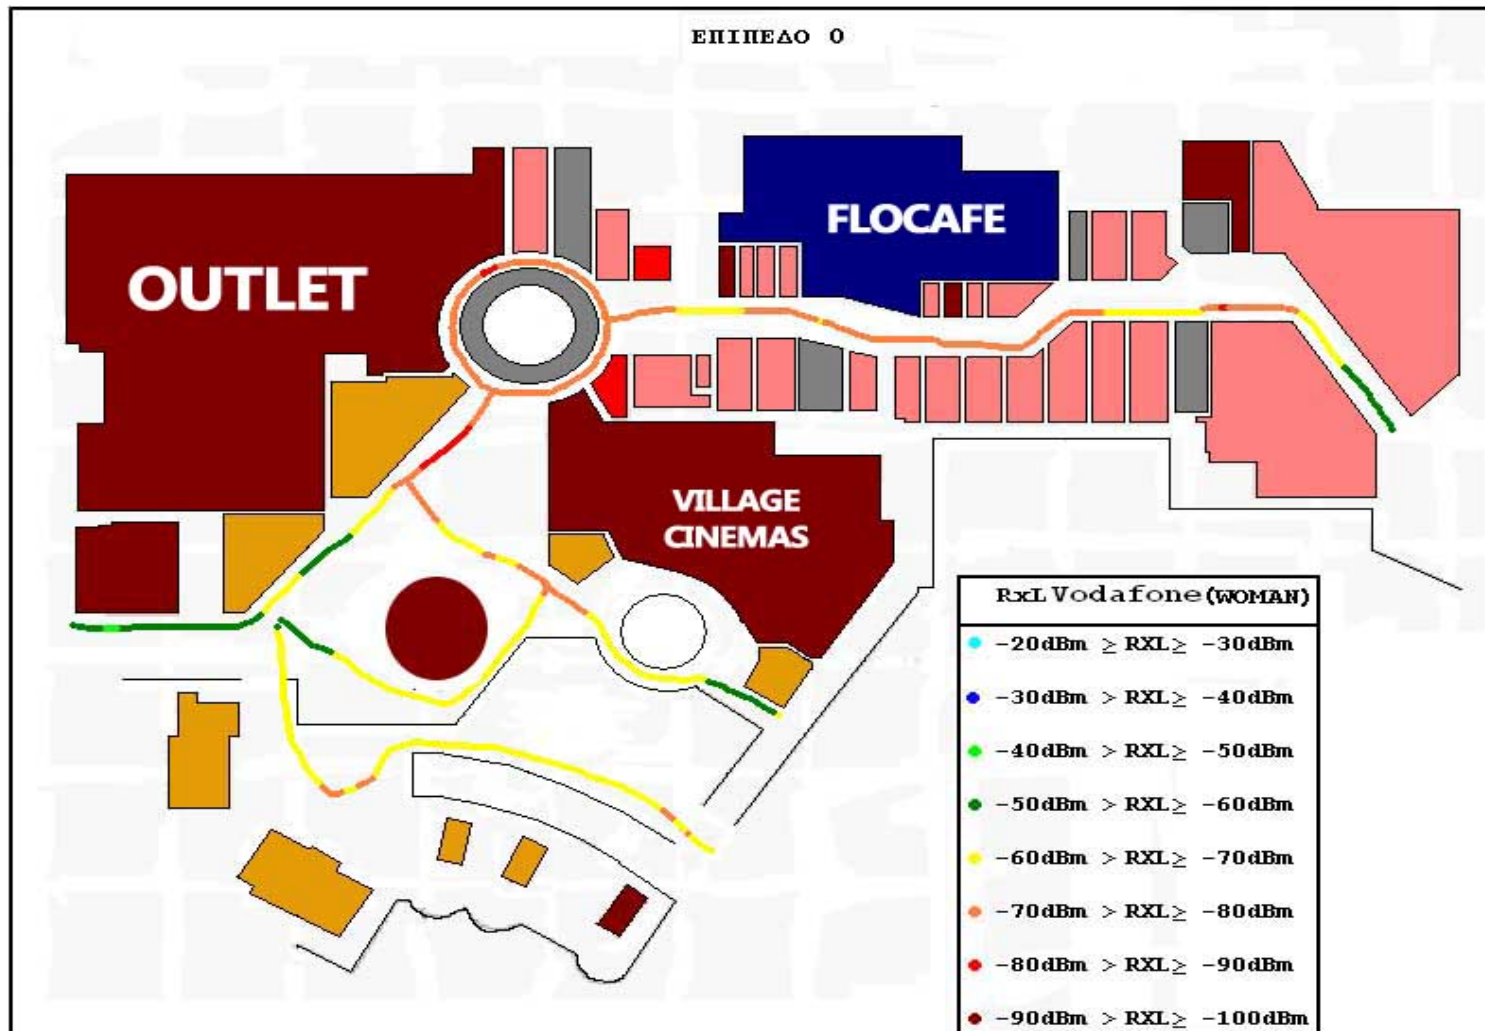 ΕΠΙΠΕΔΟ 0
FLOCAFE
OUTLET
VILLAGE
CINEMAS
RxL Vodafone (WOMAN)
-20dBm ≥ RXL ≥ -30dBm
-30dBm > RXL ≥ -40dBm
-40dBm > RXL ≥ -50dBm
-50dBm > RXL ≥ -60dBm
-60dBm > RXL ≥ -70dBm
-70dBm > RXL ≥ -80dBm
-80dBm > RXL ≥ -90dBm
-90dBm > RXL ≥ -100dBm